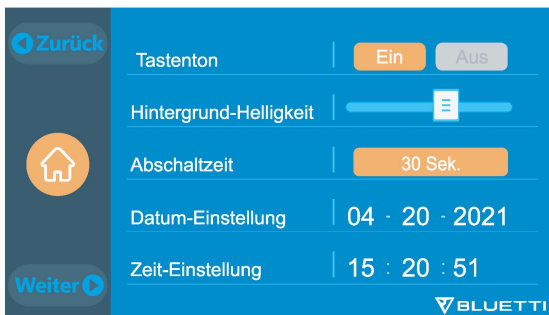 Zurück
Tastenton Ein Aus
Hintergrund-Helligkeit
Abschaltzeit 30 Sek.
Datum-Einstellung 04 - 20 - 2021
Zeit-Einstellung 15 : 20 : 51
Weiter
BLUETTI